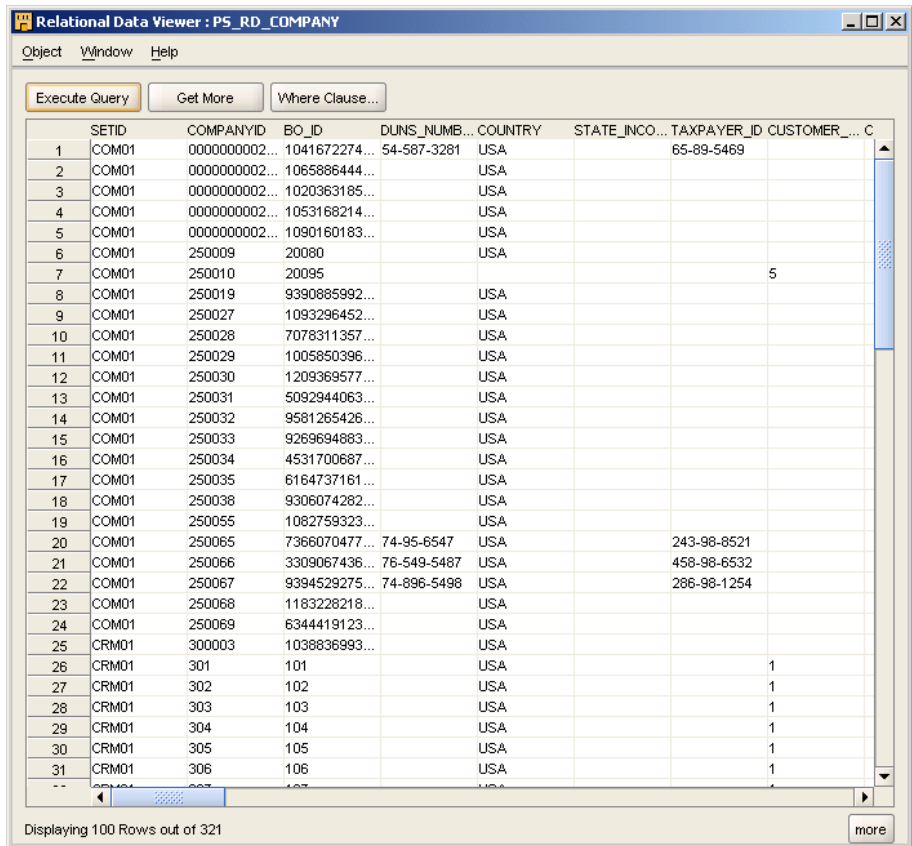 Relational Data Viewer : PS_RD_COMPANY
Object Window Help
Execute Query Get More Where Clause...
SETID COMPANYID BO_ID DUNS_NUMB... COUNTRY STATE_INCO... TAXPAYER_ID CUSTOMER_... C
1 COM01 0000000002... 1041672274... 54-587-3281 USA 65-89-5469
2 COM01 0000000002... 1065886444... USA
3 COM01 0000000002... 1020363185... USA
4 COM01 0000000002... 1053168214... USA
5 COM01 0000000002... 1090160183... USA
6 COM01 250009 20080 USA
7 COM01 250010 20095 5
8 COM01 250019 9390885992... USA
9 COM01 250027 1093296452... USA
10 COM01 250028 7078311357... USA
11 COM01 250029 1005850396... USA
12 COM01 250030 1209369577... USA
13 COM01 250031 5092944063... USA
14 COM01 250032 9581265426... USA
15 COM01 250033 9269694883... USA
16 COM01 250034 4531700687... USA
17 COM01 250035 6164737161... USA
18 COM01 250038 9306074282... USA
19 COM01 250055 1082759323... USA
20 COM01 250065 7366070477... 74-95-6547 USA 243-98-8521
21 COM01 250066 3309067436... 76-549-5487 USA 458-98-6532
22 COM01 250067 9394529275... 74-896-5498 USA 286-98-1254
23 COM01 250068 1183228218... USA
24 COM01 250069 6344419123... USA
25 CRM01 300003 1038836993... USA
26 CRM01 301 101 USA 1
27 CRM01 302 102 USA 1
28 CRM01 303 103 USA 1
29 CRM01 304 104 USA 1
30 CRM01 305 105 USA 1
31 CRM01 306 106 USA 1
Displaying 100 Rows out of 321 more